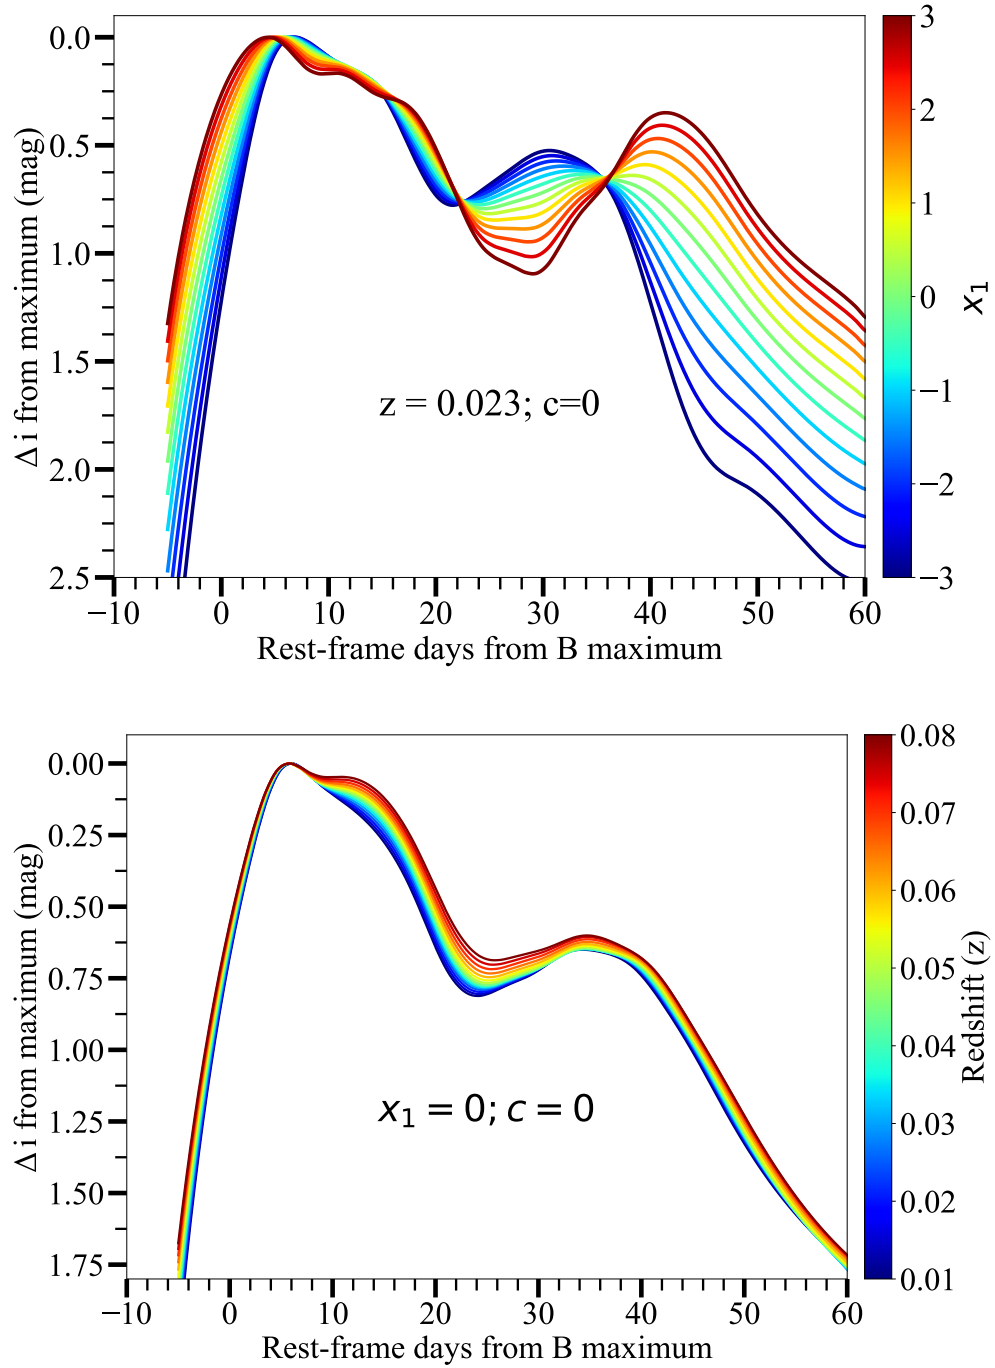 0.0
0.5
1.0
1.5
2.0
2.5
Δ i from maximum (mag)
z = 0.023; c=0
−10 0 10 20 30 40 50 60
Rest-frame days from B maximum
3
2
1
0
−1
−2
−3
x1
0.00
0.25
0.50
0.75
1.00
1.25
1.50
1.75
Δ i from maximum (mag)
x1 = 0; c = 0
−10 0 10 20 30 40 50 60
Rest-frame days from B maximum
0.08
0.07
0.06
0.05
0.04
0.03
0.02
0.01
Redshift (z)